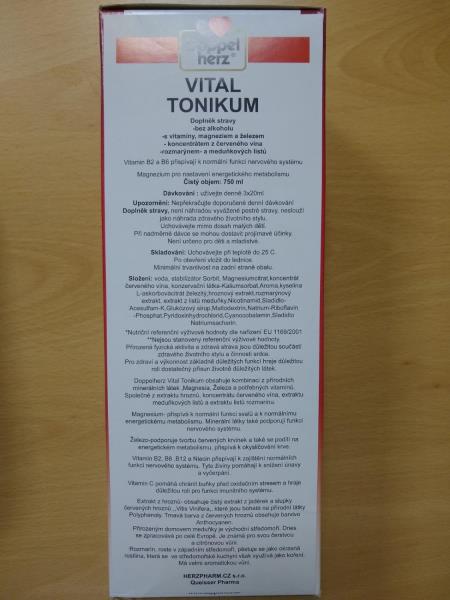 Doppel
herz®
VITAL
TONIKUM
Doplněk stravy
-bez alkoholu
-s vitamíny, magneziem a železem
- koncentrátem z červeného vína
-rozmarýnem- a meduňkových listů
Vitamin B2 a B6 přispívají k normální funkci nervového systému
Magnezium pro nastavení energetického metabolismu
Čistý objem: 750 ml
Dávkování : užívejte denně 3x20ml
Upozornění: Nepřekračujte doporučené denní dávkování
Doplněk stravy, není náhradou vyvážené pestré stravy, neslouží
jako náhrada zdravého životního stylu.
Uchovávejte mimo dosah malých dětí.
Při nadměrné dávce se mohou dostavit projímavé účinky.
Není určeno pro děti a mladistvé.
Skladování: Uchovávejte při teplotě do 25 C.
Po otevření vložit do lednice.
Minimální trvanlivost na zadní straně obalu.
Složení: voda, stabilizátor Sorbit, Magnesiumcitrat,koncentrát
červeného vína, konzervační látka-Kaliumsorbat,Aroma,kyselina
L-askorbová,citrát železitý,hroznový extrakt,rozmarýnový
extrakt, extrakt z listů meduňky,Nicotinamid,Sladidlo-
Acesulfam-K,Glukózový sirup,Maltodextrin,Natrium-Riboflavin
-Phosphat,Pyridoxinhydrochlorid,Cyanocobalamin,Sladidlo
Natriumsacharin.
*Nutriční referenční výživové hodnoty dle nařízení EU 1169/2001
**Nejsou stanoveny referenční výživové hodnoty.
Přirozená fyzická aktivita a zdravá strava jsou důležitou součástí
zdravého životního stylu a činnosti srdce.
Pro zdraví a výkonnost základně důležitých funkcí hraje důležitou
roli dostatečný přísun životně důležitých látek.
Doppelherz Vital Tonikum obsahuje kombinaci z přírodních
minerálních látek ,Magnesia, Železa a potřebných vitamínů.
Společně z extraktu hroznů, koncentrátu červeného vína, extraktu
meduňkových listů a extraktu listů rozmarínu.
Magnesium- přispívá k normální funkci svalů a k normálnímu
energetickému metabolismu. Minerální látky také podporují funkci
nervového systému.
Železo-podporuje tvorbu červených krvinek a také se podílí na
energetickém metabolismu, přispívá k okysličování krve.
Vitamin B2, B6 ,B12 a Niacin přispívají k zajištění normálních
funkcí nervového systému. Tyto živiny pomáhají k snížení únavy
a vyčerpání.
Vitamin C pomáhá chránit buňky před oxidačním stresem a hraje
důležitou roli pro funkci imunitního systému.
Extrakt z hroznů- obsahuje čistý extrakt z jadérek a slupky
červených hroznů ,,Vitis Vinifera,, které jsou bohaté na přírodní látky
Polyphenoly. Tmavá barva z červených hroznů obsahuje barvivo
Anthocyanen.
Přirozeným domovem meduňky je východní středomoří. Dnes
se zpracovává po celé Evropě. Je známá pro svou čerstvou
a citrónovou vůni.
Rozmarín, roste v západním středomoří, pěstuje se jako okrasná
rostlina, která se ve středomořské kuchyni však využívá jako koření.
Má velmi aromatickou vůni.
HERZPHARM.CZ s.r.o.
Queisser Pharma